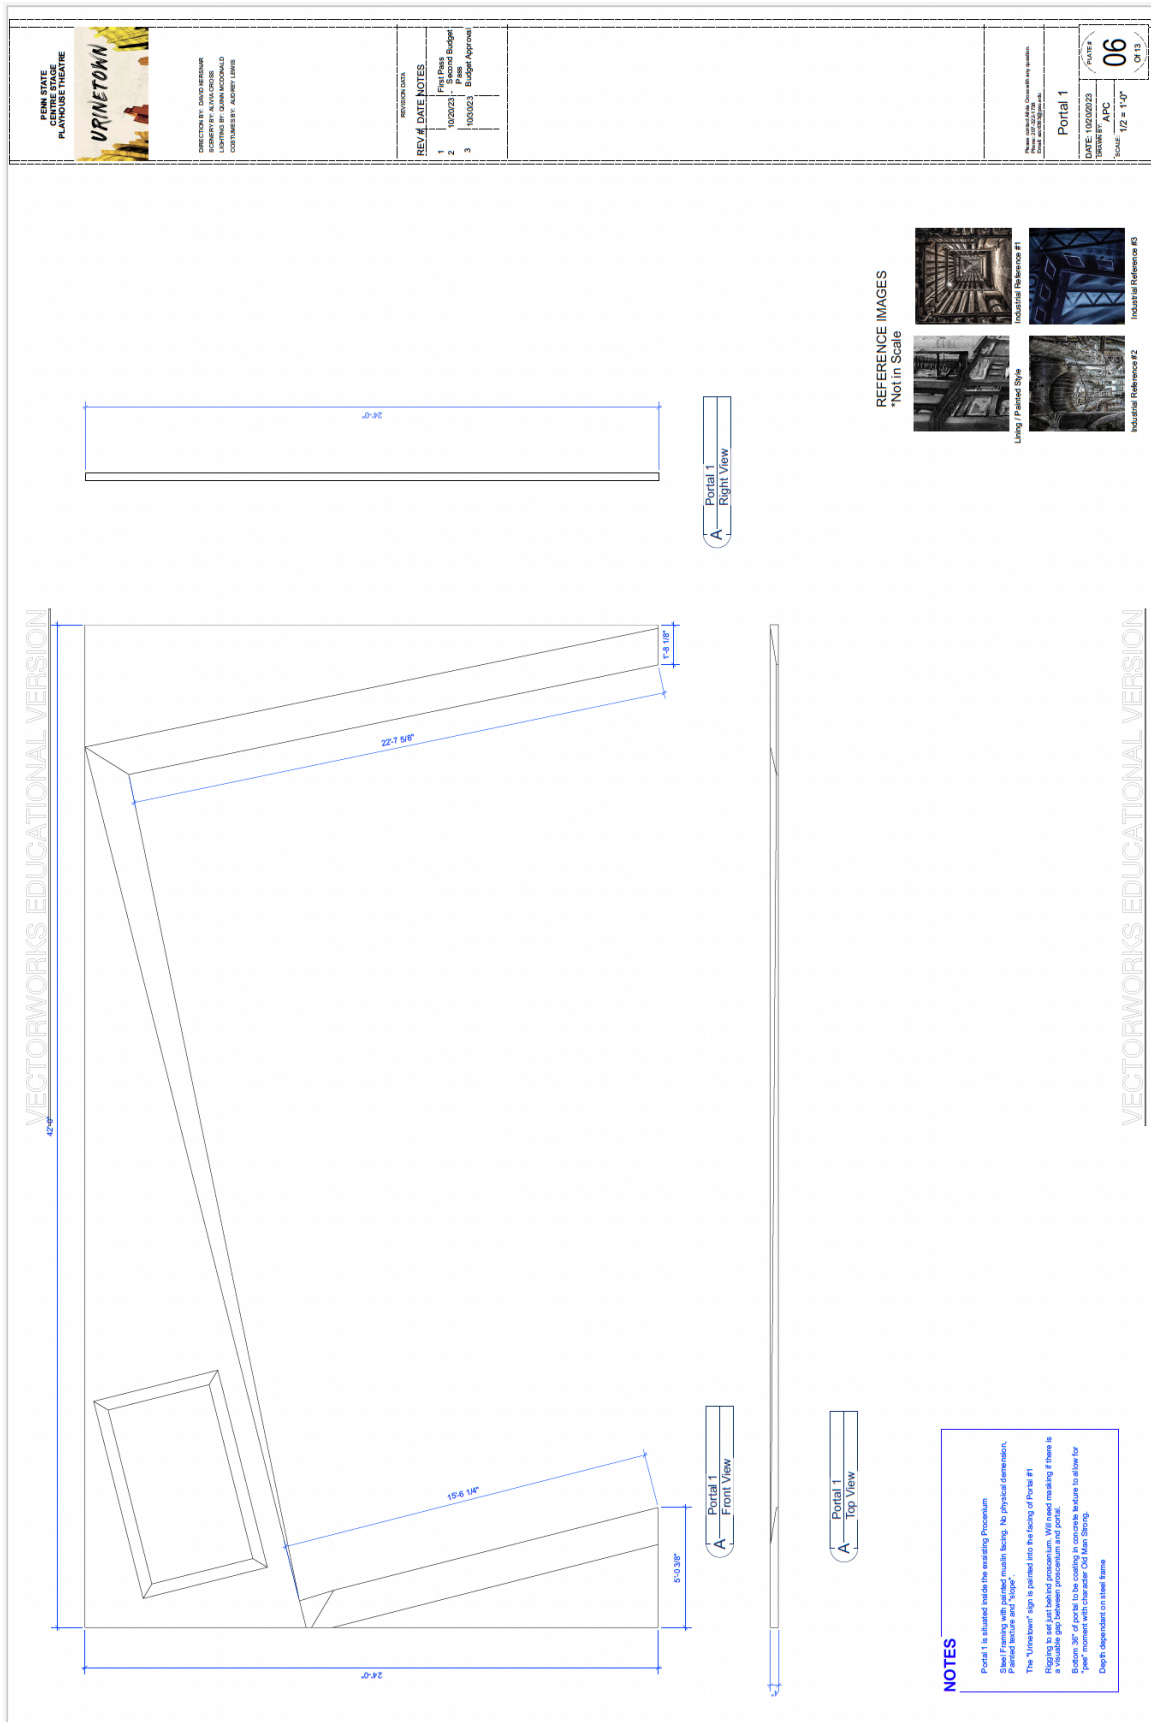 PENN STATE
CENTRE STAGE
PLAYHOUSE THEATRE
URINETOWN
DIRECTION BY: DAVID KERSNAR
SCENERY BY: ALIVIA CROSS
LIGHTING BY: QUINN MCDONALD
COSTUMES BY: AUDREY LEWIS
REVISION DATA
REV # DATE NOTES
1 First Pass
2 10/20/23 - Second Budget
Pass
3 10/30/23 Budget Approval
Portal 1
DATE: 10/20/2023
DRAWN BY: APC
SCALE: 1/2 = 1'-0"
PLATE #
06
Of 13
REFERENCE IMAGES
*Not in Scale
Lining / Painted Style
Industrial Reference #1
Industrial Reference #2
Industrial Reference #3
24'-0"
A
Portal 1
Right View
VECTORWORKS EDUCATIONAL VERSION
42'-0"
22'-7 5/8"
1'-8 1/8"
15'-6 1/4"
5'-0 3/8"
24'-0"
A
Portal 1
Front View
4"
A
Portal 1
Top View
VECTORWORKS EDUCATIONAL VERSION
NOTES
Portal 1 is situated inside the exsisting Procenium
Steel Framing with painted muslin facing. No physical demension,
Painted texture and "slope".
The "Urinetown" sign is painted into the facing of Portal #1
Rigging to set just behind proscenium. Will need masking if there is
a visuable gap between proscenium and portal.
Bottom 36" of portal to be coating in concrete texture to allow for
"pee" moment with character Old Man Strong.
Depth dependant on steel frame